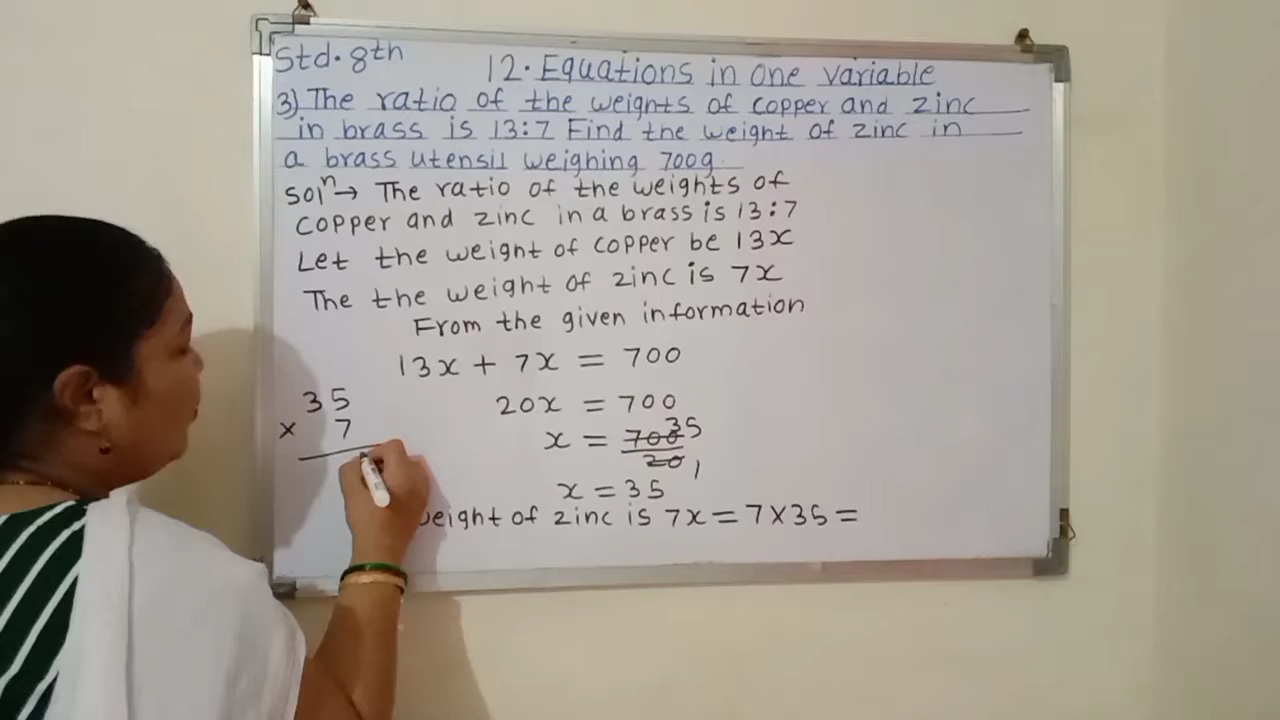 Std. 8th
12. Equations in one variable
3) The ratio of the weights of copper and zinc
in brass is 13:7 Find the weight of zinc in
a brass utensil weighing 700g.
Solⁿ→ The ratio of the weights of
copper and zinc in a brass is 13:7
Let the weight of copper be 13x
The the weight of zinc is 7x
From the given information
13x + 7x = 700
20x = 700
x = 700/20 35 1
x = 35
weight of zinc is 7x = 7×35 =
35
× 7